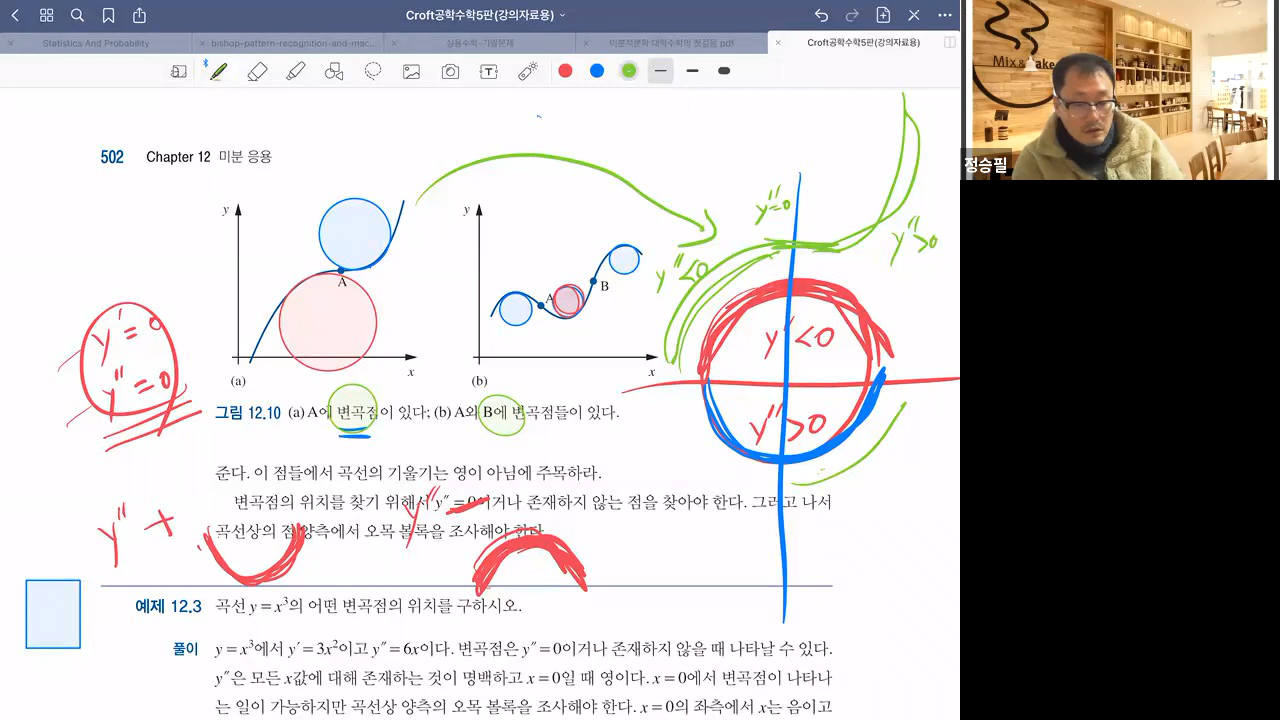 Croft공학수학5판(강의자료용)
Statistics And Probability
bishop-pattern-recognition-and-mac...
실용수학-기말문제
미분적분학 대학수학의 첫걸음 pdf
Croft공학수학5판(강의자료용)
Mix & Bake
정승필
502 Chapter 12 미분 응용
y
A
x
(a)
y
A
B
x
(b)
y' = 0
y'' = 0
y'' = 0
y'' < 0
y'' > 0
y'' < 0
y'' > 0
그림 12.10 (a) A에 변곡점이 있다; (b) A와 B에 변곡점들이 있다.
준다. 이 점들에서 곡선의 기울기는 영이 아님에 주목하라.
변곡점의 위치를 찾기 위해서 y″ = 0이거나 존재하지 않는 점을 찾아야 한다. 그러고 나서
곡선상의 점 양측에서 오목 볼록을 조사해야 한다.
y'' +
y'' −
예제 12.3 곡선 y = x³의 어떤 변곡점의 위치를 구하시오.
풀이 y = x³에서 y′ = 3x²이고 y″ = 6x이다. 변곡점은 y″ = 0이거나 존재하지 않을 때 나타날 수 있다.
y″은 모든 x값에 대해 존재하는 것이 명백하고 x = 0일 때 영이다. x = 0에서 변곡점이 나타나
는 일이 가능하지만 곡선상 양측의 오목 볼록을 조사해야 한다. x = 0의 좌측에서 x는 음이고